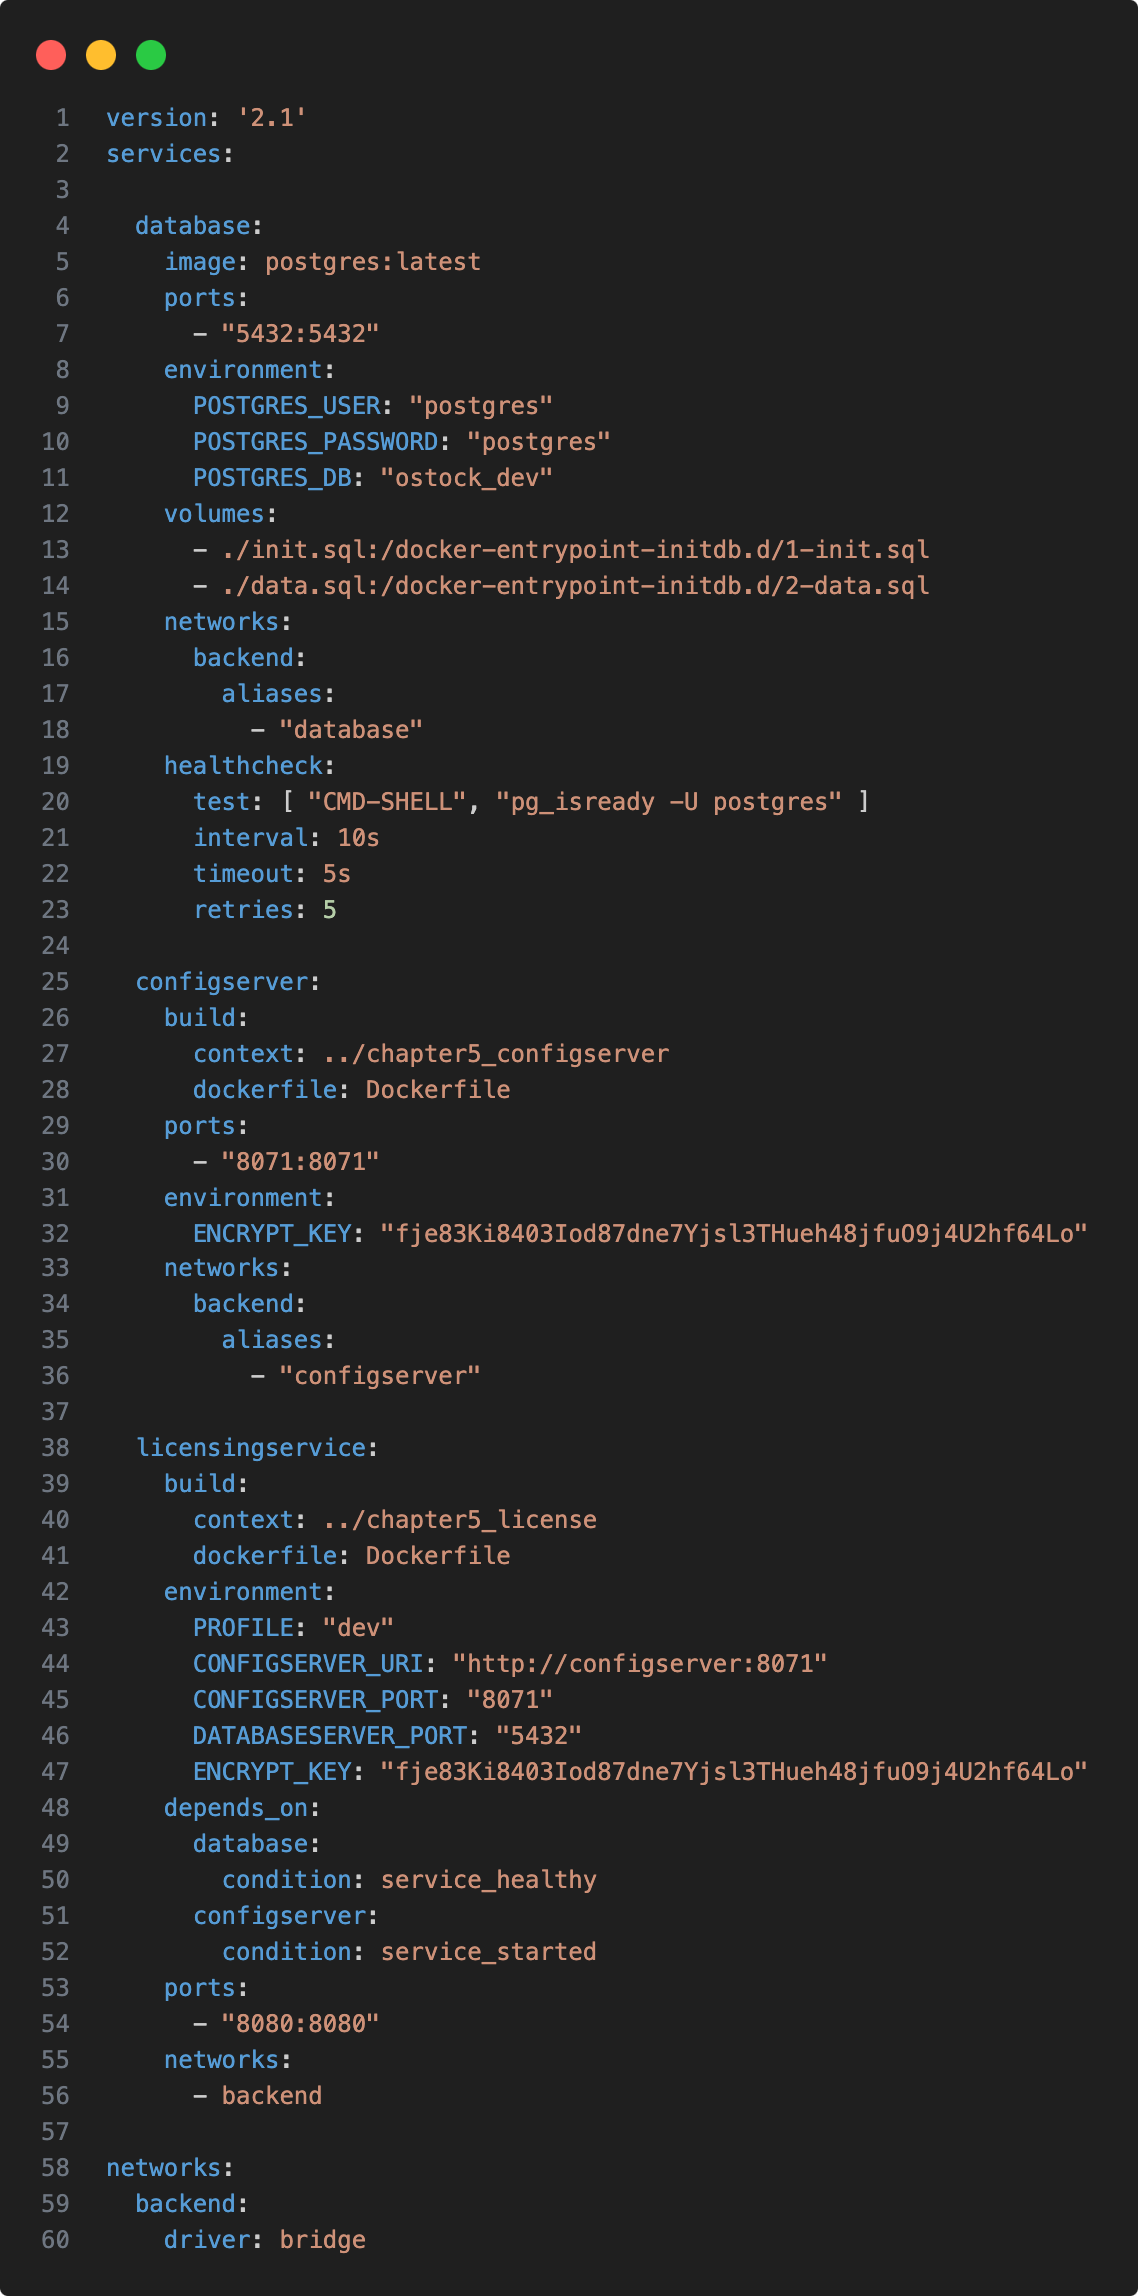 1 version: '2.1'
2 services:
3
4   database:
5     image: postgres:latest
6     ports:
7       - "5432:5432"
8     environment:
9       POSTGRES_USER: "postgres"
10       POSTGRES_PASSWORD: "postgres"
11       POSTGRES_DB: "ostock_dev"
12     volumes:
13       - ./init.sql:/docker-entrypoint-initdb.d/1-init.sql
14       - ./data.sql:/docker-entrypoint-initdb.d/2-data.sql
15     networks:
16       backend:
17         aliases:
18           - "database"
19     healthcheck:
20       test: [ "CMD-SHELL", "pg_isready -U postgres" ]
21       interval: 10s
22       timeout: 5s
23       retries: 5
24
25   configserver:
26     build:
27       context: ../chapter5_configserver
28       dockerfile: Dockerfile
29     ports:
30       - "8071:8071"
31     environment:
32       ENCRYPT_KEY: "fje83Ki8403Iod87dne7Yjsl3THueh48jfuO9j4U2hf64Lo"
33     networks:
34       backend:
35         aliases:
36           - "configserver"
37
38   licensingservice:
39     build:
40       context: ../chapter5_license
41       dockerfile: Dockerfile
42     environment:
43       PROFILE: "dev"
44       CONFIGSERVER_URI: "http://configserver:8071"
45       CONFIGSERVER_PORT: "8071"
46       DATABASESERVER_PORT: "5432"
47       ENCRYPT_KEY: "fje83Ki8403Iod87dne7Yjsl3THueh48jfuO9j4U2hf64Lo"
48     depends_on:
49       database:
50         condition: service_healthy
51       configserver:
52         condition: service_started
53     ports:
54       - "8080:8080"
55     networks:
56       - backend
57
58 networks:
59   backend:
60     driver: bridge